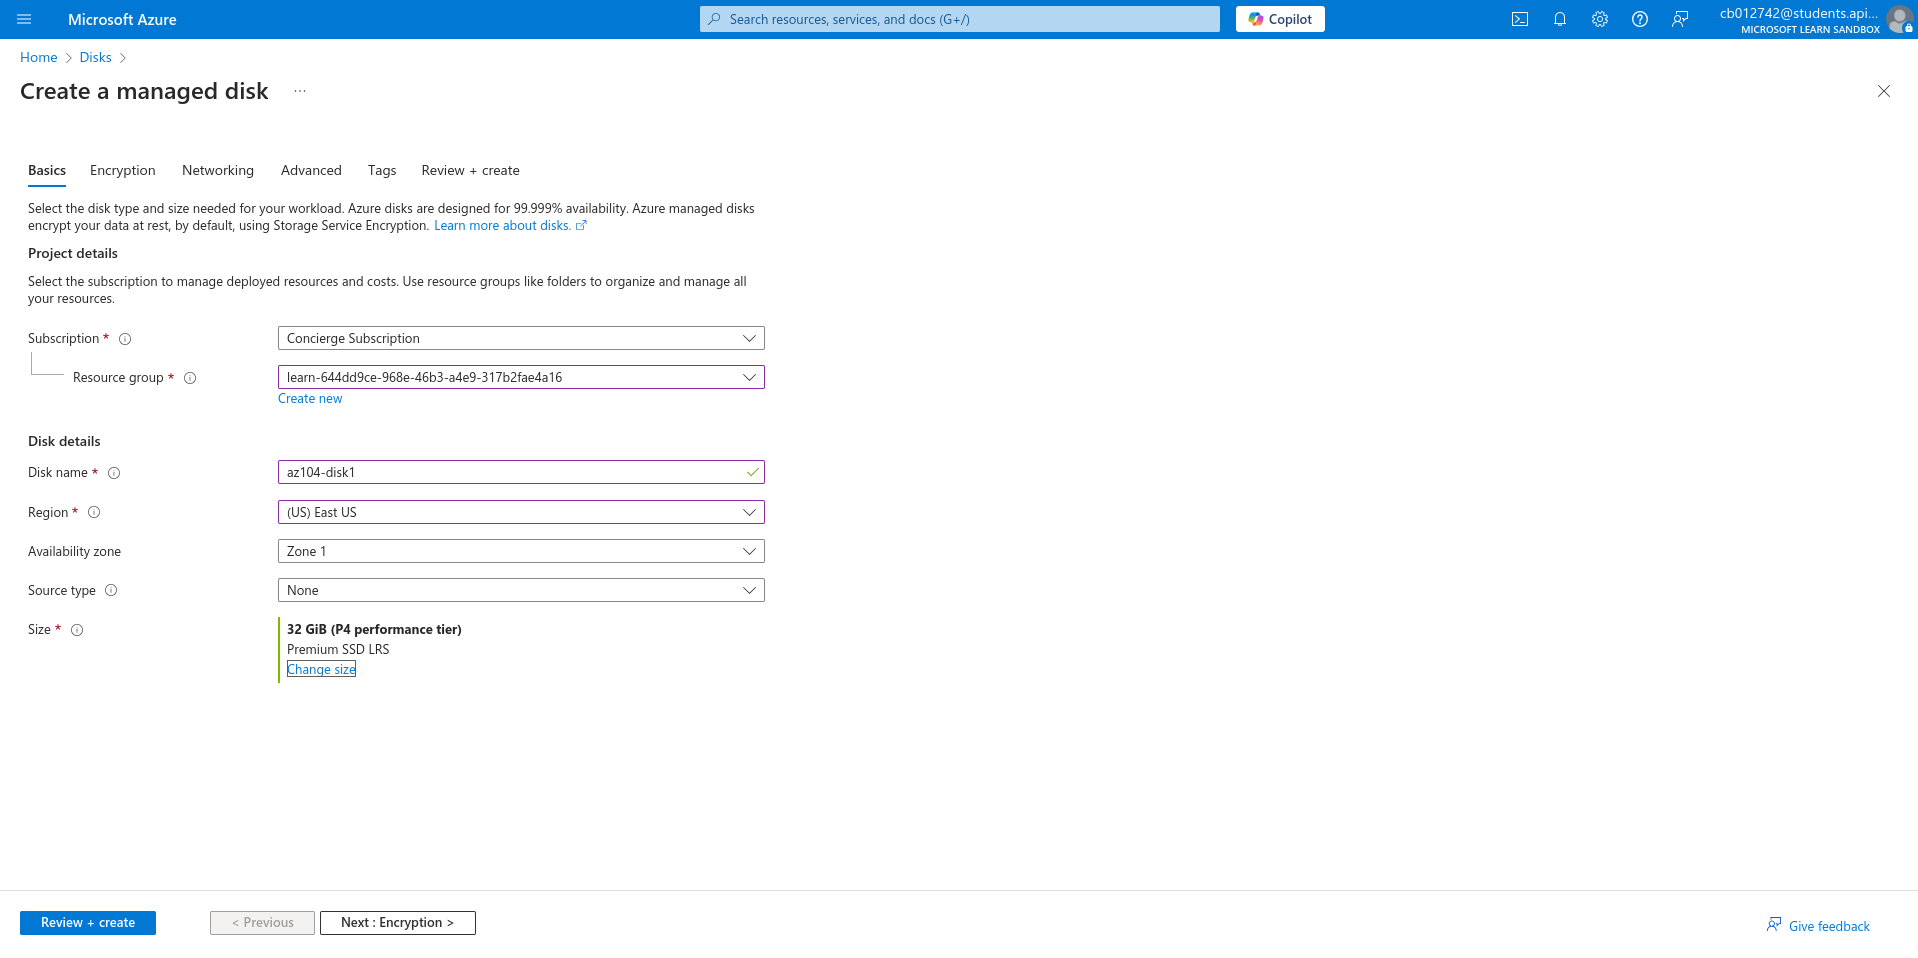 Microsoft Azure
Search resources, services, and docs (G+/)
Copilot
cb012742@students.api...
MICROSOFT LEARN SANDBOX
Home > Disks >
Create a managed disk ...
Basics Encryption Networking Advanced Tags Review + create
Select the disk type and size needed for your workload. Azure disks are designed for 99.999% availability. Azure managed disks
encrypt your data at rest, by default, using Storage Service Encryption. Learn more about disks.
Project details
Select the subscription to manage deployed resources and costs. Use resource groups like folders to organize and manage all
your resources.
Subscription * Concierge Subscription
Resource group * learn-644dd9ce-968e-46b3-a4e9-317b2fae4a16
Create new
Disk details
Disk name * az104-disk1
Region * (US) East US
Availability zone Zone 1
Source type None
Size * 32 GiB (P4 performance tier)
Premium SSD LRS
Change size
Review + create < Previous Next : Encryption > Give feedback